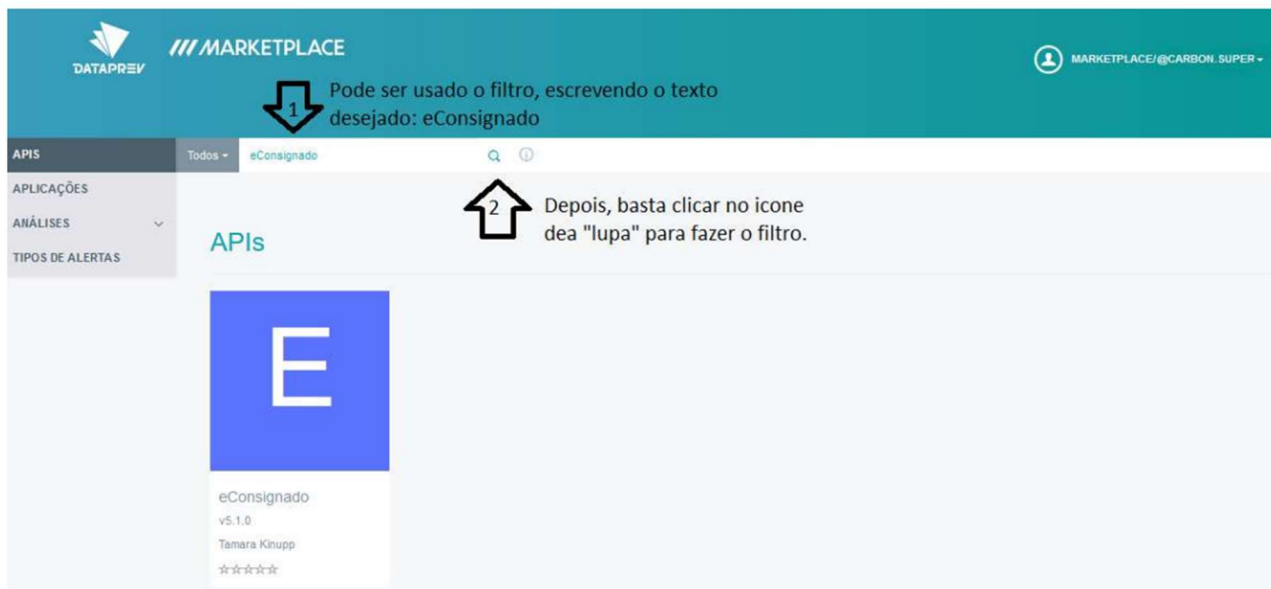 DATAPREV
/// MARKETPLACE
MARKETPLACE/@CARBON.SUPER
1
Pode ser usado o filtro, escrevendo o texto
desejado: eConsignado
APIS
Todos
eConsignado
APLICAÇÕES
ANÁLISES
TIPOS DE ALERTAS
2
Depois, basta clicar no icone
dea "lupa" para fazer o filtro.
APIs
E
eConsignado
v5.1.0
Tamara Kinupp